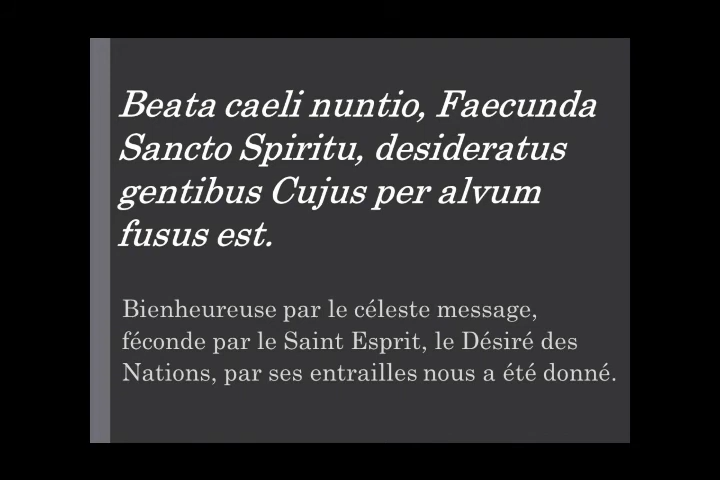 Beata caeli nuntio, Faecunda
Sancto Spiritu, desideratus
gentibus Cujus per alvum
fusus est.
Bienheureuse par le céleste message,
féconde par le Saint Esprit, le Désiré des
Nations, par ses entrailles nous a été donné.